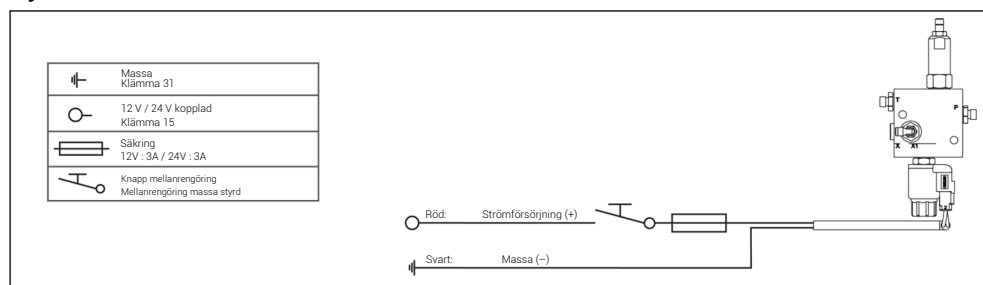 Massa
Klämma 31
12 V / 24 V kopplad
Klämma 15
Säkring
12V : 3A / 24V : 3A
Knapp mellanrengöring
Mellanrengöring massa styrd
T
P
X X1
Röd: Strömförsörjning (+)
Svart: Massa (–)